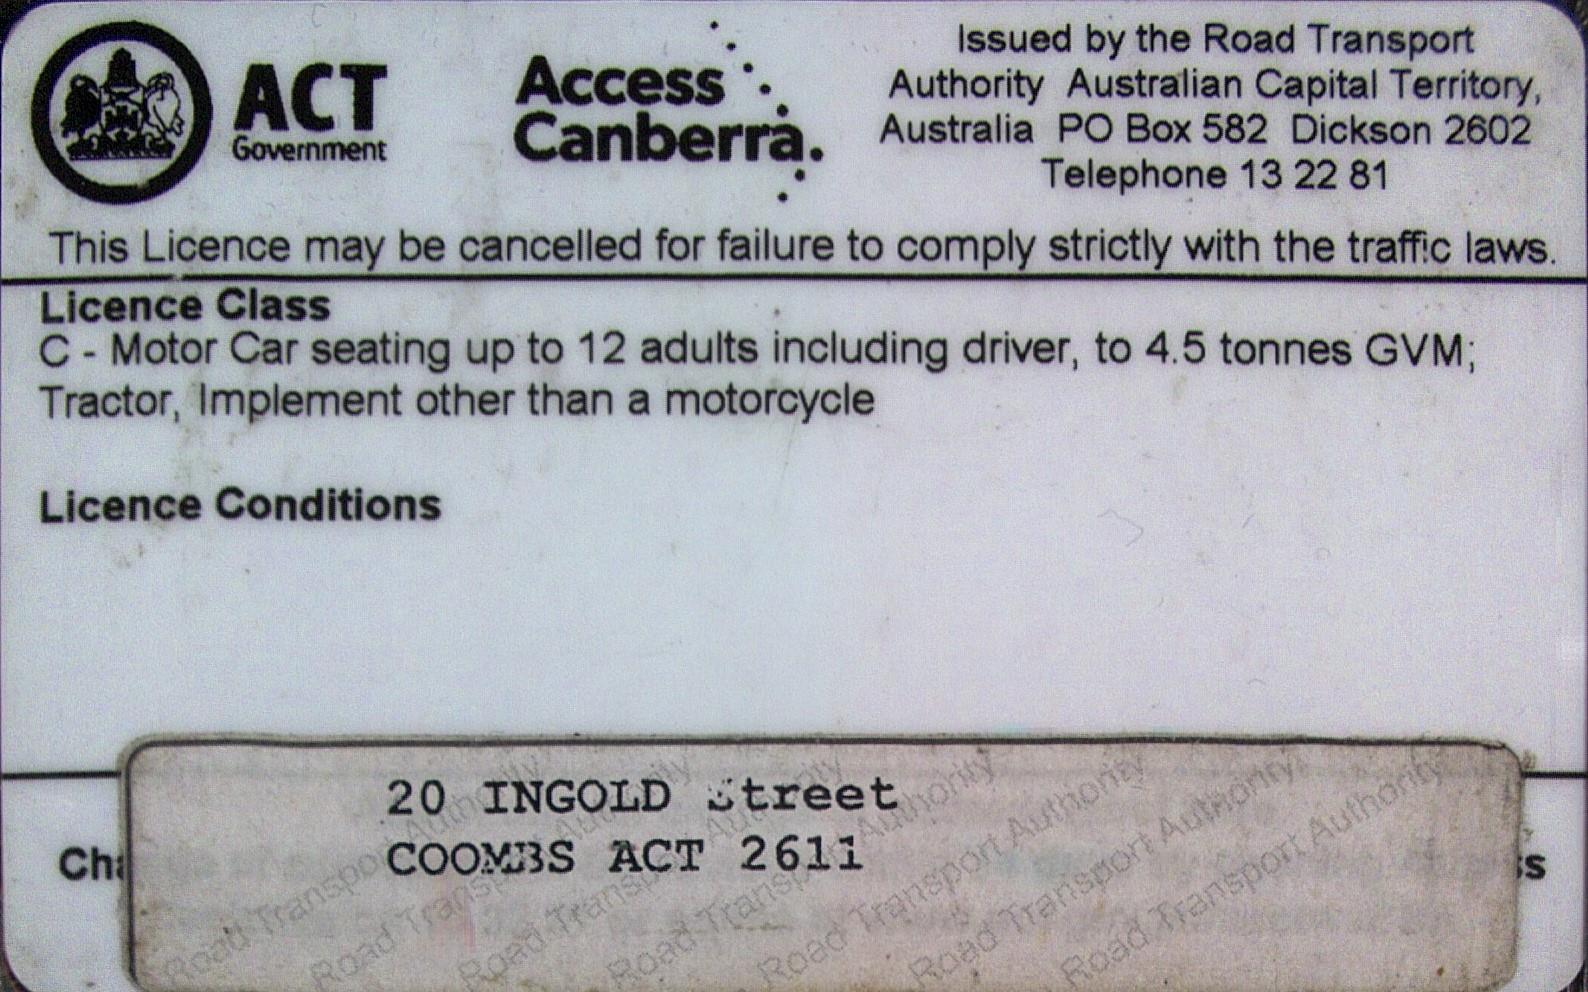 ACT
Government
Access
Canberra.
Issued by the Road Transport
Authority Australian Capital Territory,
Australia PO Box 582 Dickson 2602
Telephone 13 22 81
This Licence may be cancelled for failure to comply strictly with the traffic laws.
Licence Class
C - Motor Car seating up to 12 adults including driver, to 4.5 tonnes GVM;
Tractor, Implement other than a motorcycle
Licence Conditions
20 INGOLD Street
COOMBS ACT 2611
Road Transport Authority Road Transport Authority Road Transport Authority Road Transport Authority Road Transport Authority Road Transport Authority Road Transport Authority